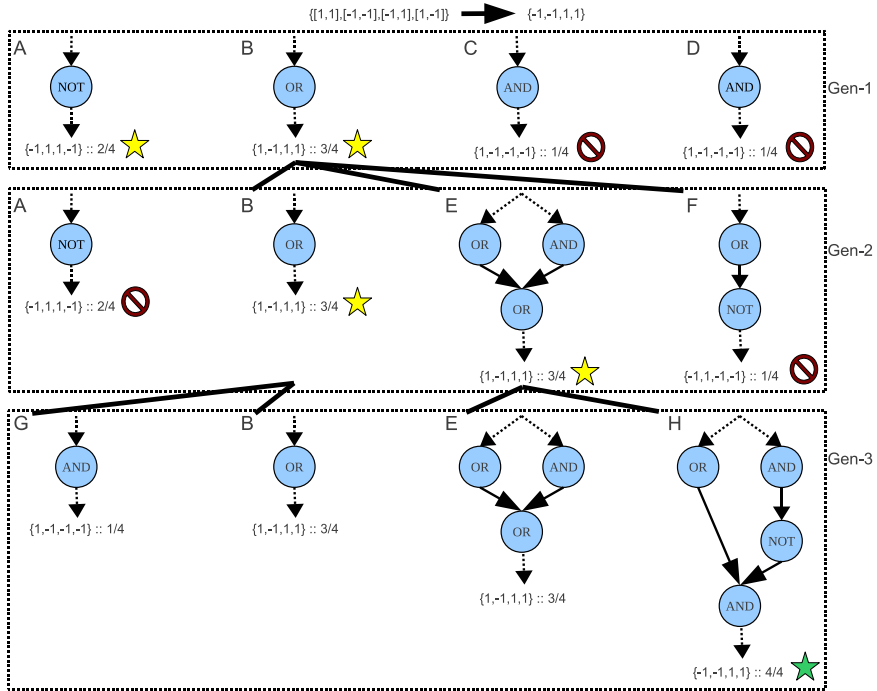 {[1,1],[-1,-1],[-1,1],[1,-1]} {-1,-1,1,1}
A B C D
NOT OR AND AND
Gen-1
{-1,1,1,-1} :: 2/4 {1,-1,1,1} :: 3/4 {1,-1,-1,-1} :: 1/4 {1,-1,-1,-1} :: 1/4
A B E F
NOT OR OR AND OR
Gen-2
{-1,1,1,-1} :: 2/4 {1,-1,1,1} :: 3/4 OR NOT
{1,-1,1,1} :: 3/4 {-1,1,-1,-1} :: 1/4
G B E H
Gen-3
AND OR OR AND OR AND
{1,-1,-1,-1} :: 1/4 {1,-1,1,1} :: 3/4 OR NOT
{1,-1,1,1} :: 3/4 AND
{-1,-1,1,1} :: 4/4